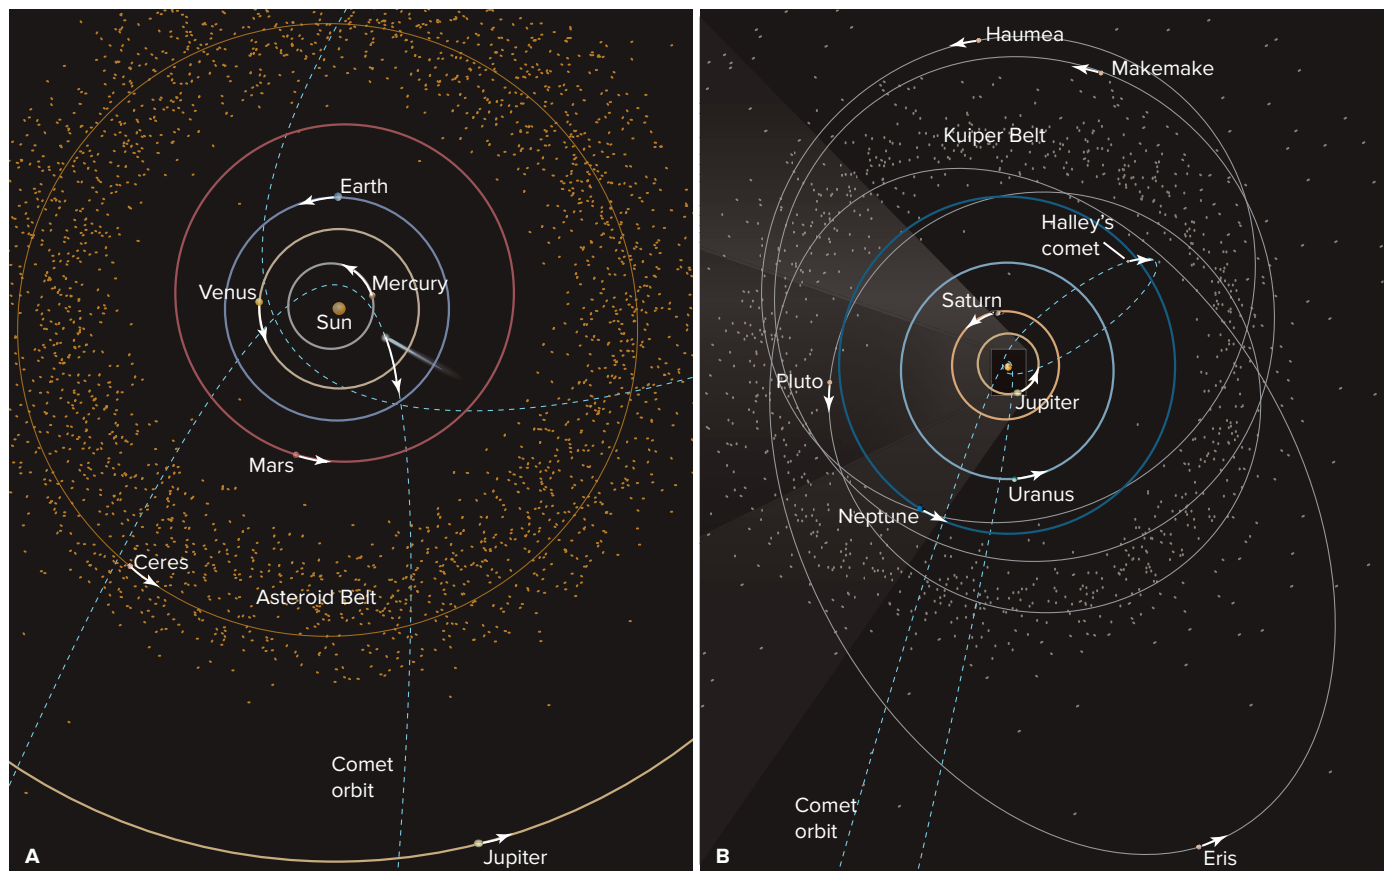 Earth
Venus
Mercury
Sun
Mars
Ceres
Asteroid Belt
Comet
orbit
A
Jupiter
Haumea
Makemake
Kuiper Belt
Halley’s
comet
Saturn
Pluto
Jupiter
Uranus
Neptune
Comet
orbit
B
Eris